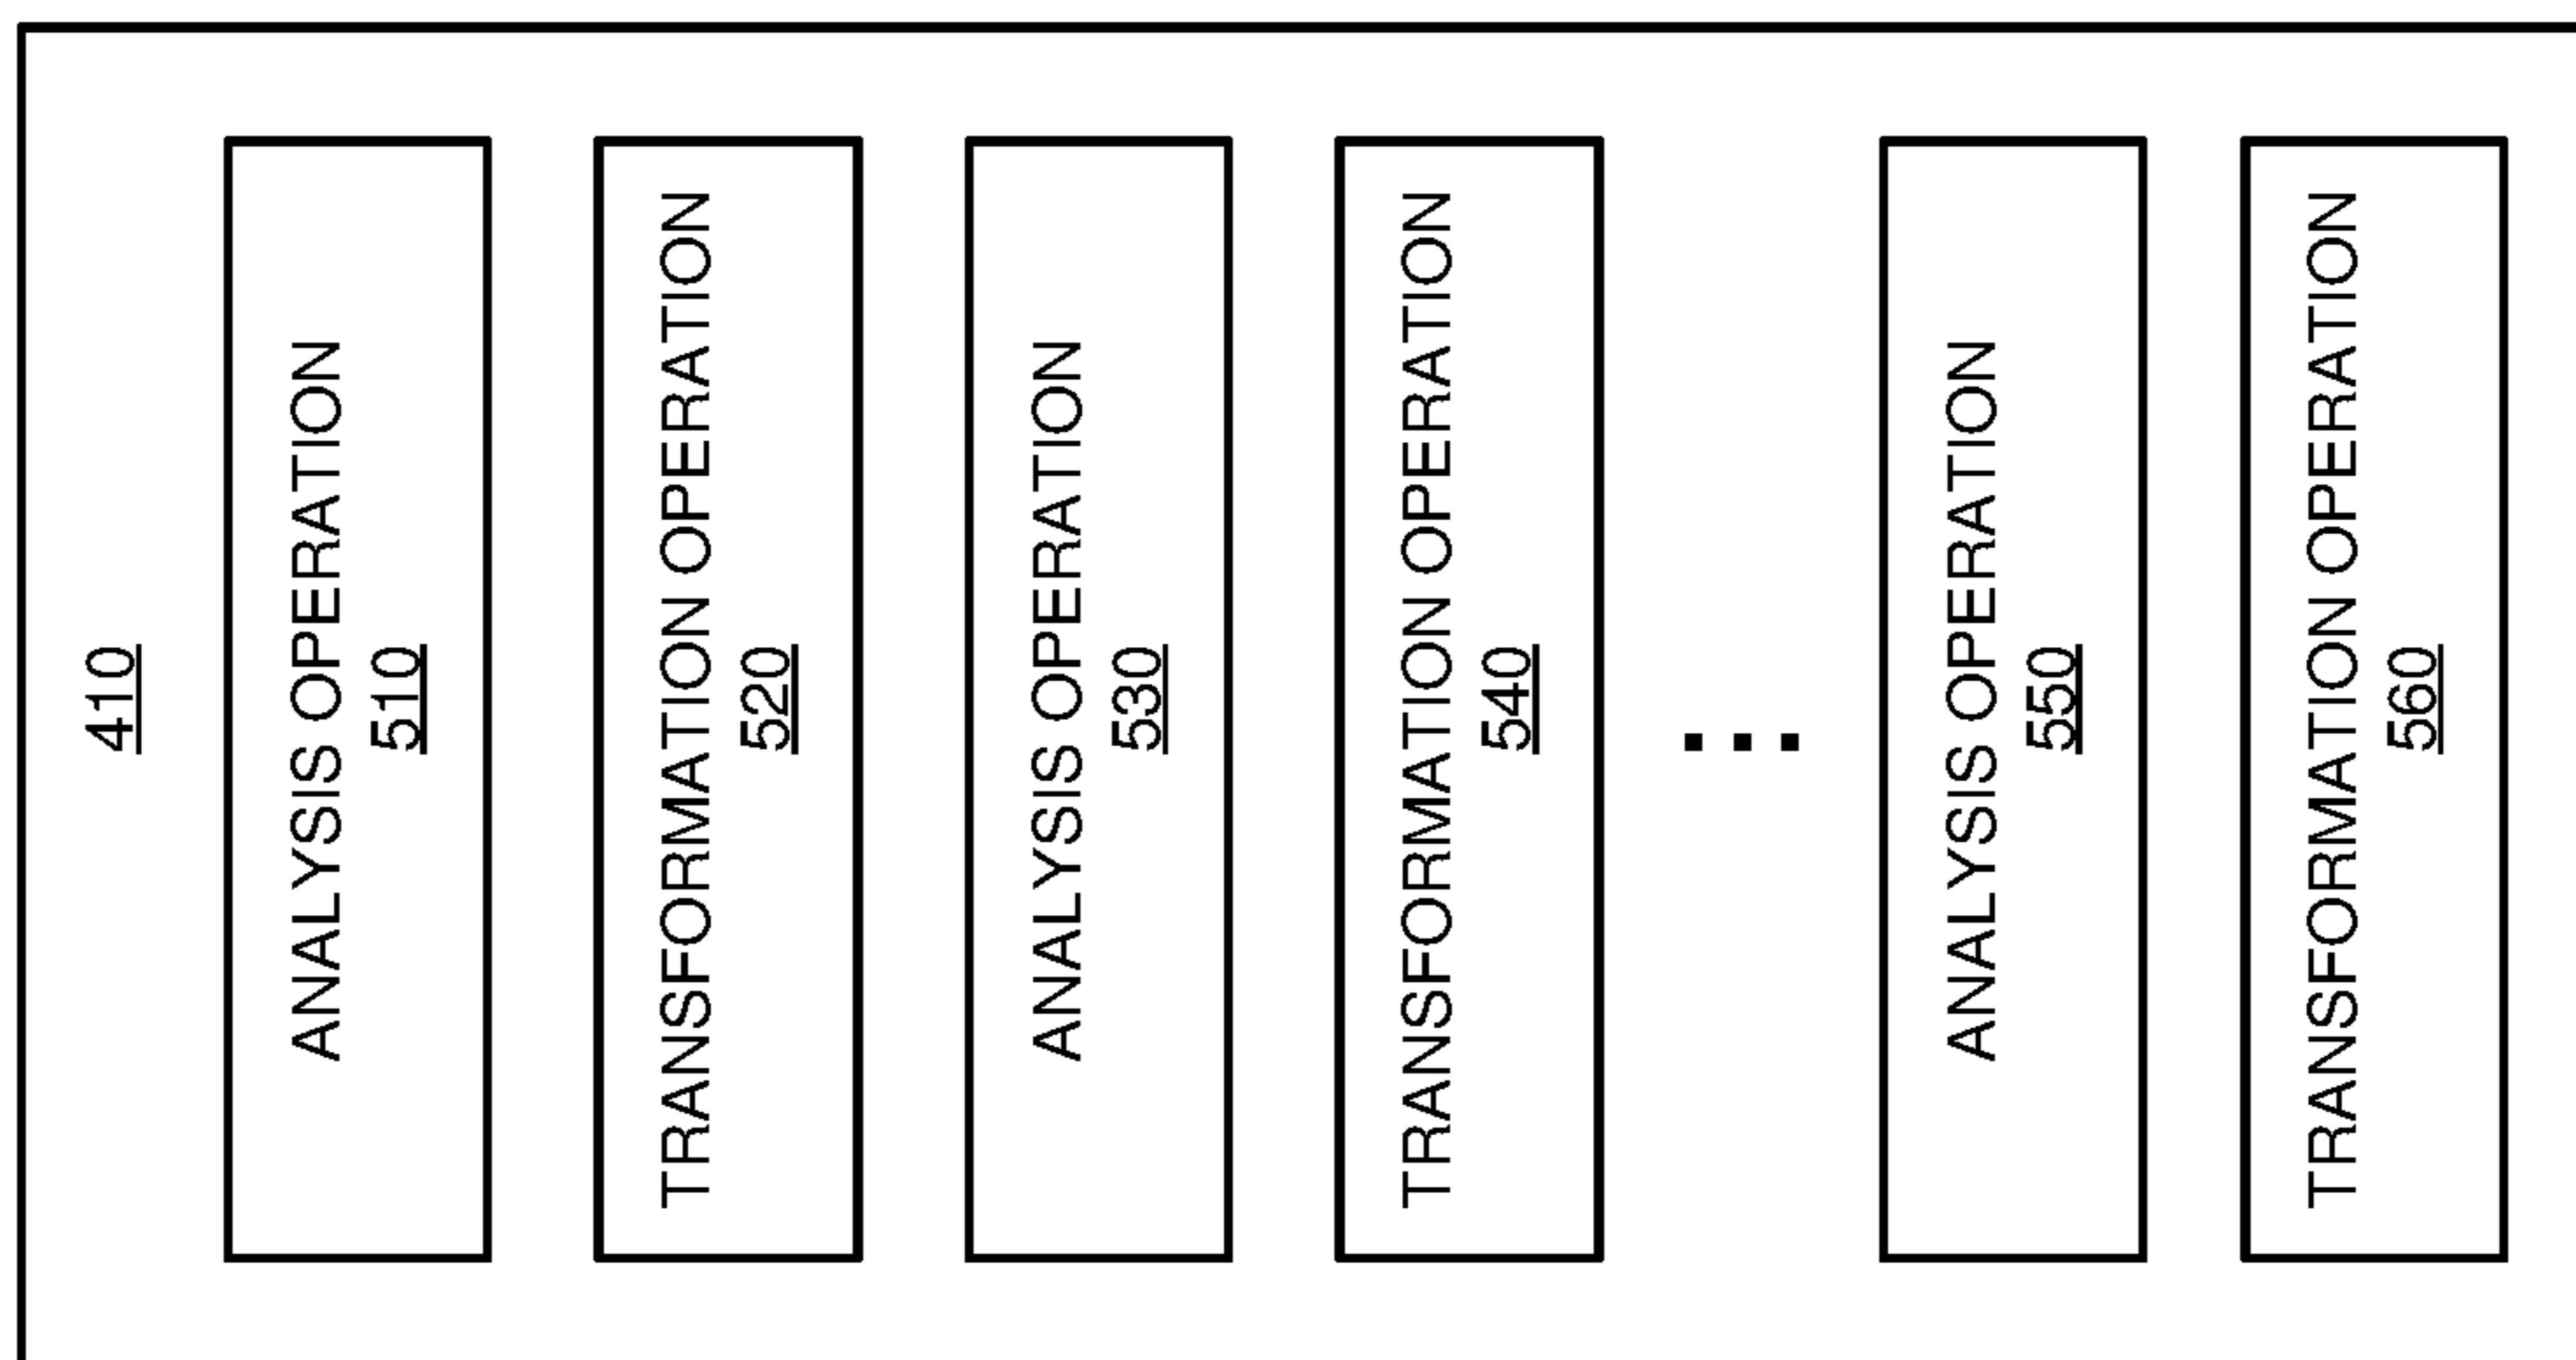 410
ANALYSIS OPERATION
510
TRANSFORMATION OPERATION
520
ANALYSIS OPERATION
530
TRANSFORMATION OPERATION
540
...
ANALYSIS OPERATION
550
TRANSFORMATION OPERATION
560